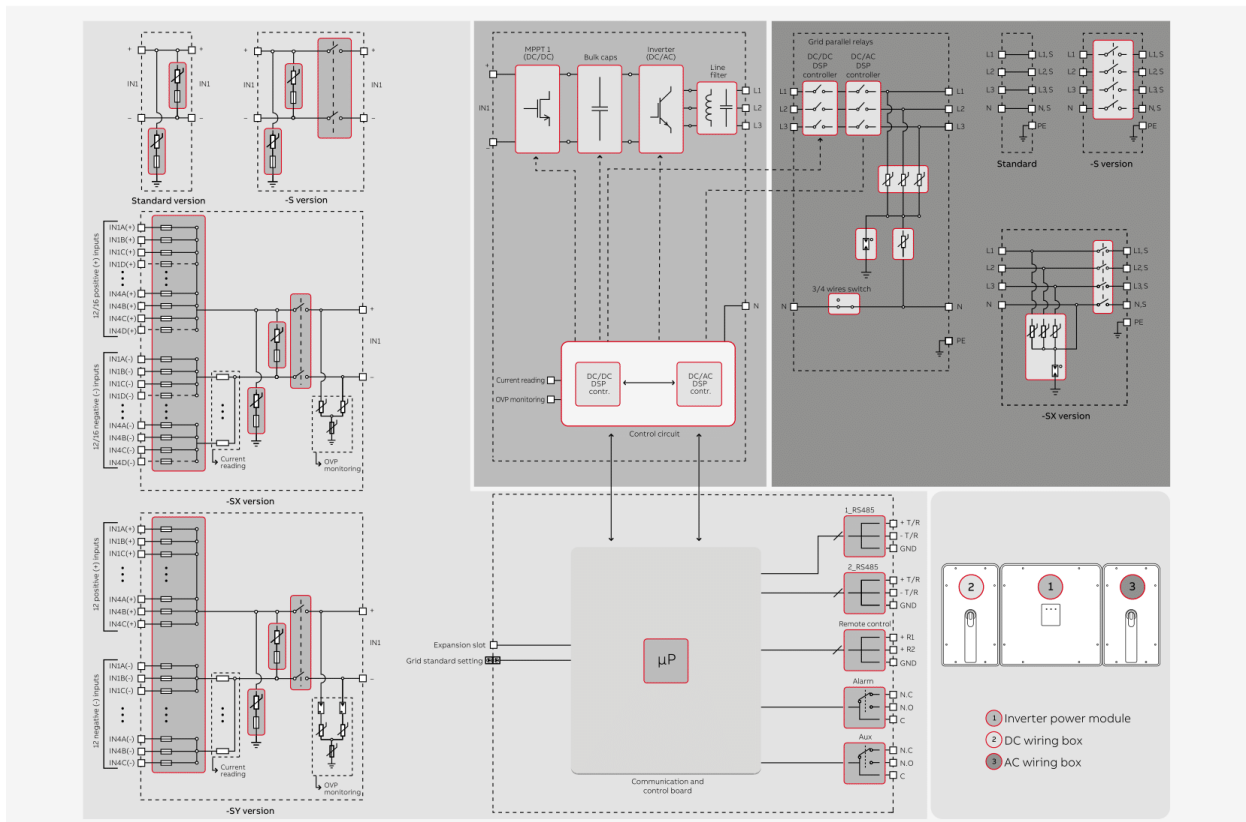 +
+
IN1
IN1
−
−
Standard version
+
+
IN1
−
−
-S version
12/16 positive (+) inputs
IN1A(+)
IN1B(+)
IN1C(+)
IN1D(+)
IN4A(+)
IN4B(+)
IN4C(+)
IN4D(+)
12/16 negative (-) inputs
IN1A(-)
IN1B(-)
IN1C(-)
IN1D(-)
IN4A(-)
IN4B(-)
IN4C(-)
IN4D(-)
+
IN1
−
Current
reading
OVP
monitoring
-SX version
12 positive (+) inputs
IN1A(+)
IN1B(+)
IN1C(+)
IN4A(+)
IN4B(+)
IN4C(+)
12 negative (-) inputs
IN1A(-)
IN1B(-)
IN1C(-)
IN4A(-)
IN4B(-)
IN4C(-)
+
IN1
−
Current
reading
OVP
monitoring
-SY version
MPPT 1
(DC/DC)
Bulk caps
Inverter
(DC/AC)
Line
filter
+
IN1
−
L1
L2
L3
N
Current reading
OVP monitoring
DC/DC
DSP
contr.
DC/AC
DSP
contr.
Control circuit
Grid parallel relays
DC/DC
DSP
controller
DC/AC
DSP
controller
L1
L2
L3
L1
L2
L3
3/4 wires switch
N
N
PE
L1
L2
L3
N
L1,S
L2,S
L3,S
N,S
PE
Standard
L1
L2
L3
N
L1,S
L2,S
L3,S
N,S
PE
-S version
L1
L2
L3
N
L1,S
L2,S
L3,S
N,S
PE
-SX version
Expansion slot
Grid standard setting
µP
Communication and
control board
1_RS485
+ T/R
- T/R
GND
2_RS485
+ T/R
- T/R
GND
Remote control
+ R1
+ R2
GND
Alarm
N.C
N.O
C
Aux
N.C
N.O
C
2
1
3
1 Inverter power module
2 DC wiring box
3 AC wiring box